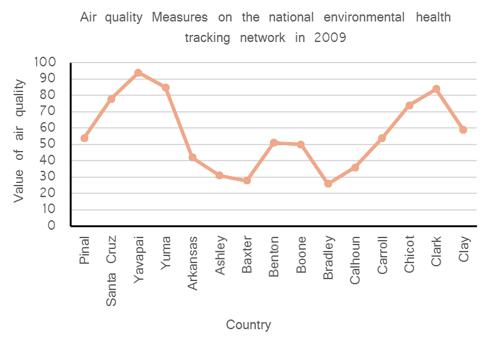 Air quality Measures on the national environmental health
tracking network in 2009
Value of air quality
100
90
80
70
60
50
40
30
20
10
0
Pinal
Santa Cruz
Yavapai
Yuma
Arkansas
Ashley
Baxter
Benton
Boone
Bradley
Calhoun
Carroll
Chicot
Clark
Clay
Country